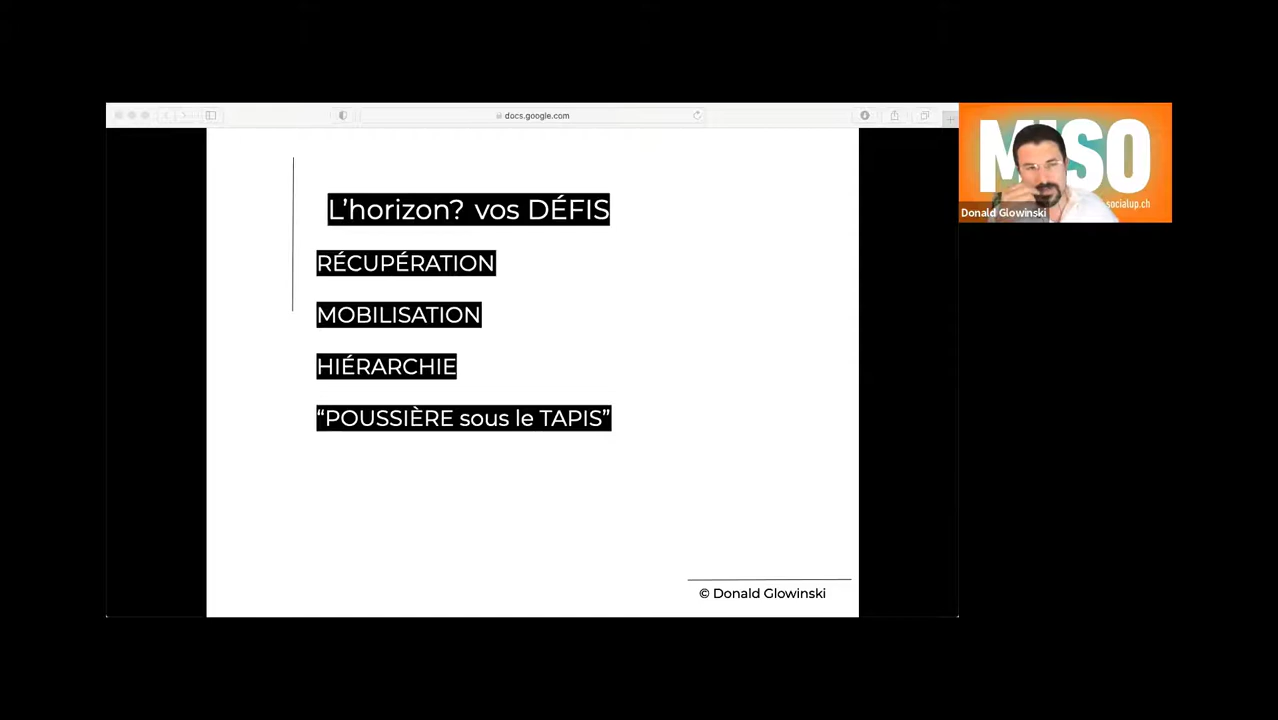 docs.google.com
L’horizon? vos DÉFIS
RÉCUPÉRATION
MOBILISATION
HIÉRARCHIE
“POUSSIÈRE sous le TAPIS”
© Donald Glowinski
socialup.ch
Donald Glowinski